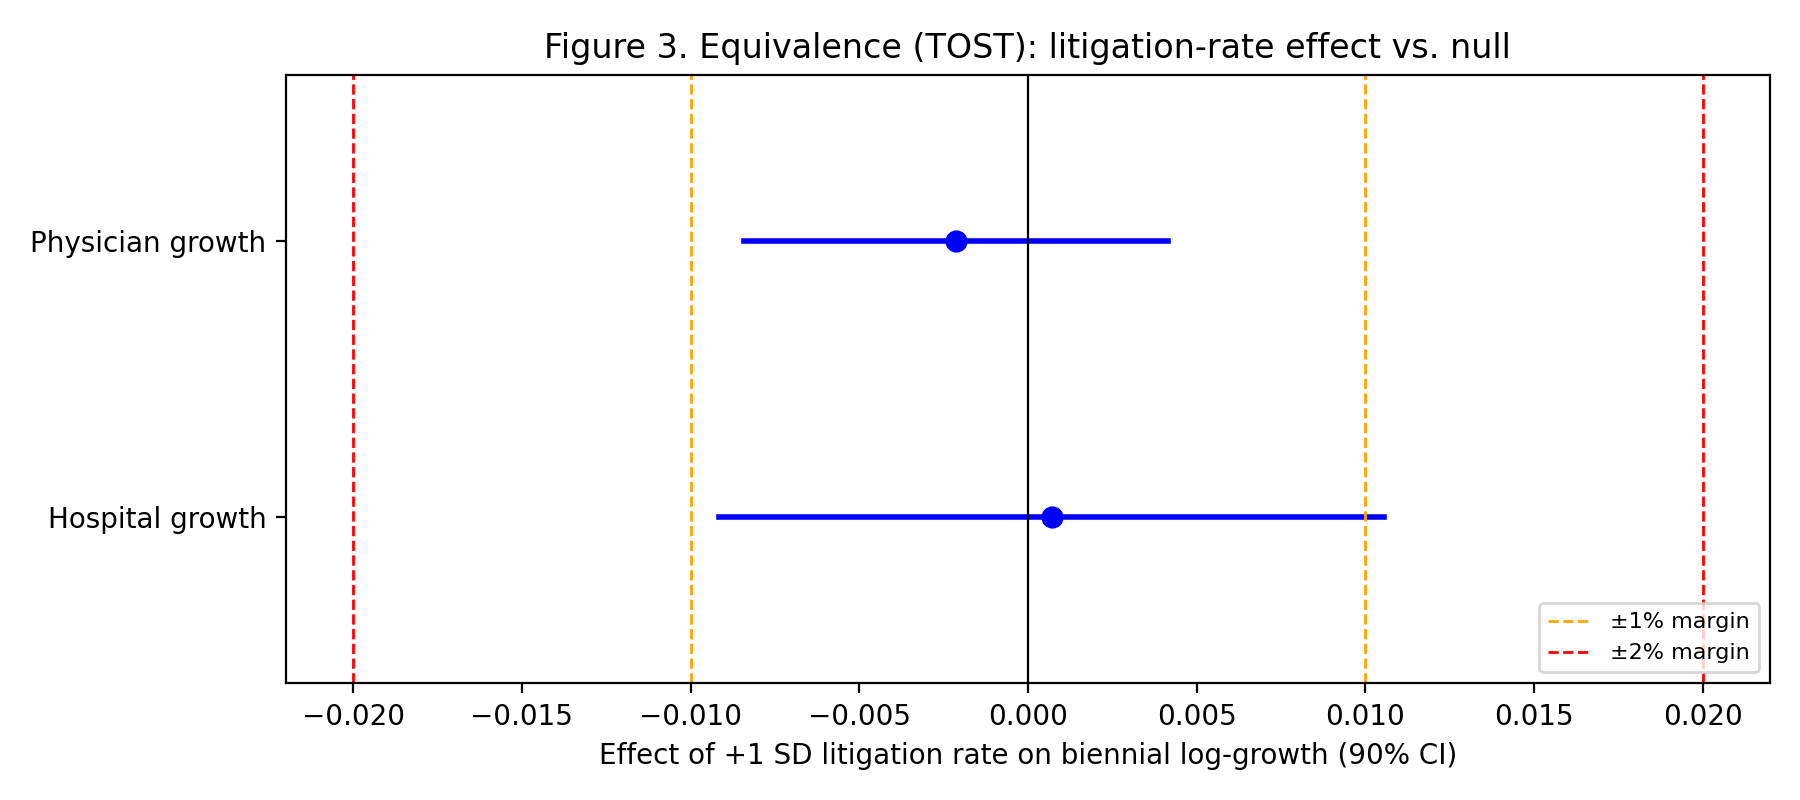 Figure 3. Equivalence (TOST): litigation-rate effect vs. null
Physician growth
Hospital growth
±1% margin
±2% margin
−0.020 −0.015 −0.010 −0.005 0.000 0.005 0.010 0.015 0.020
Effect of +1 SD litigation rate on biennial log-growth (90% CI)